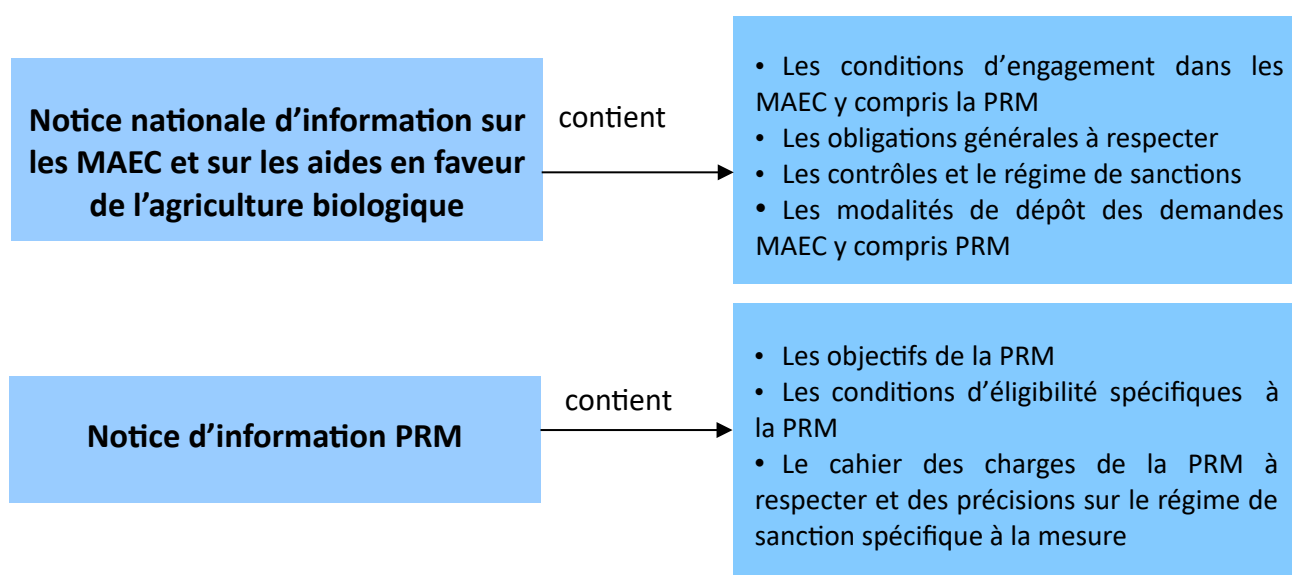 Notice nationale d’information sur
les MAEC et sur les aides en faveur
de l’agriculture biologique
contient
• Les conditions d’engagement dans les
MAEC y compris la PRM
• Les obligations générales à respecter
• Les contrôles et le régime de sanctions
• Les modalités de dépôt des demandes
MAEC y compris PRM
Notice d’information PRM
contient
• Les objectifs de la PRM
• Les conditions d’éligibilité spécifiques à
la PRM
• Le cahier des charges de la PRM à
respecter et des précisions sur le régime de
sanction spécifique à la mesure